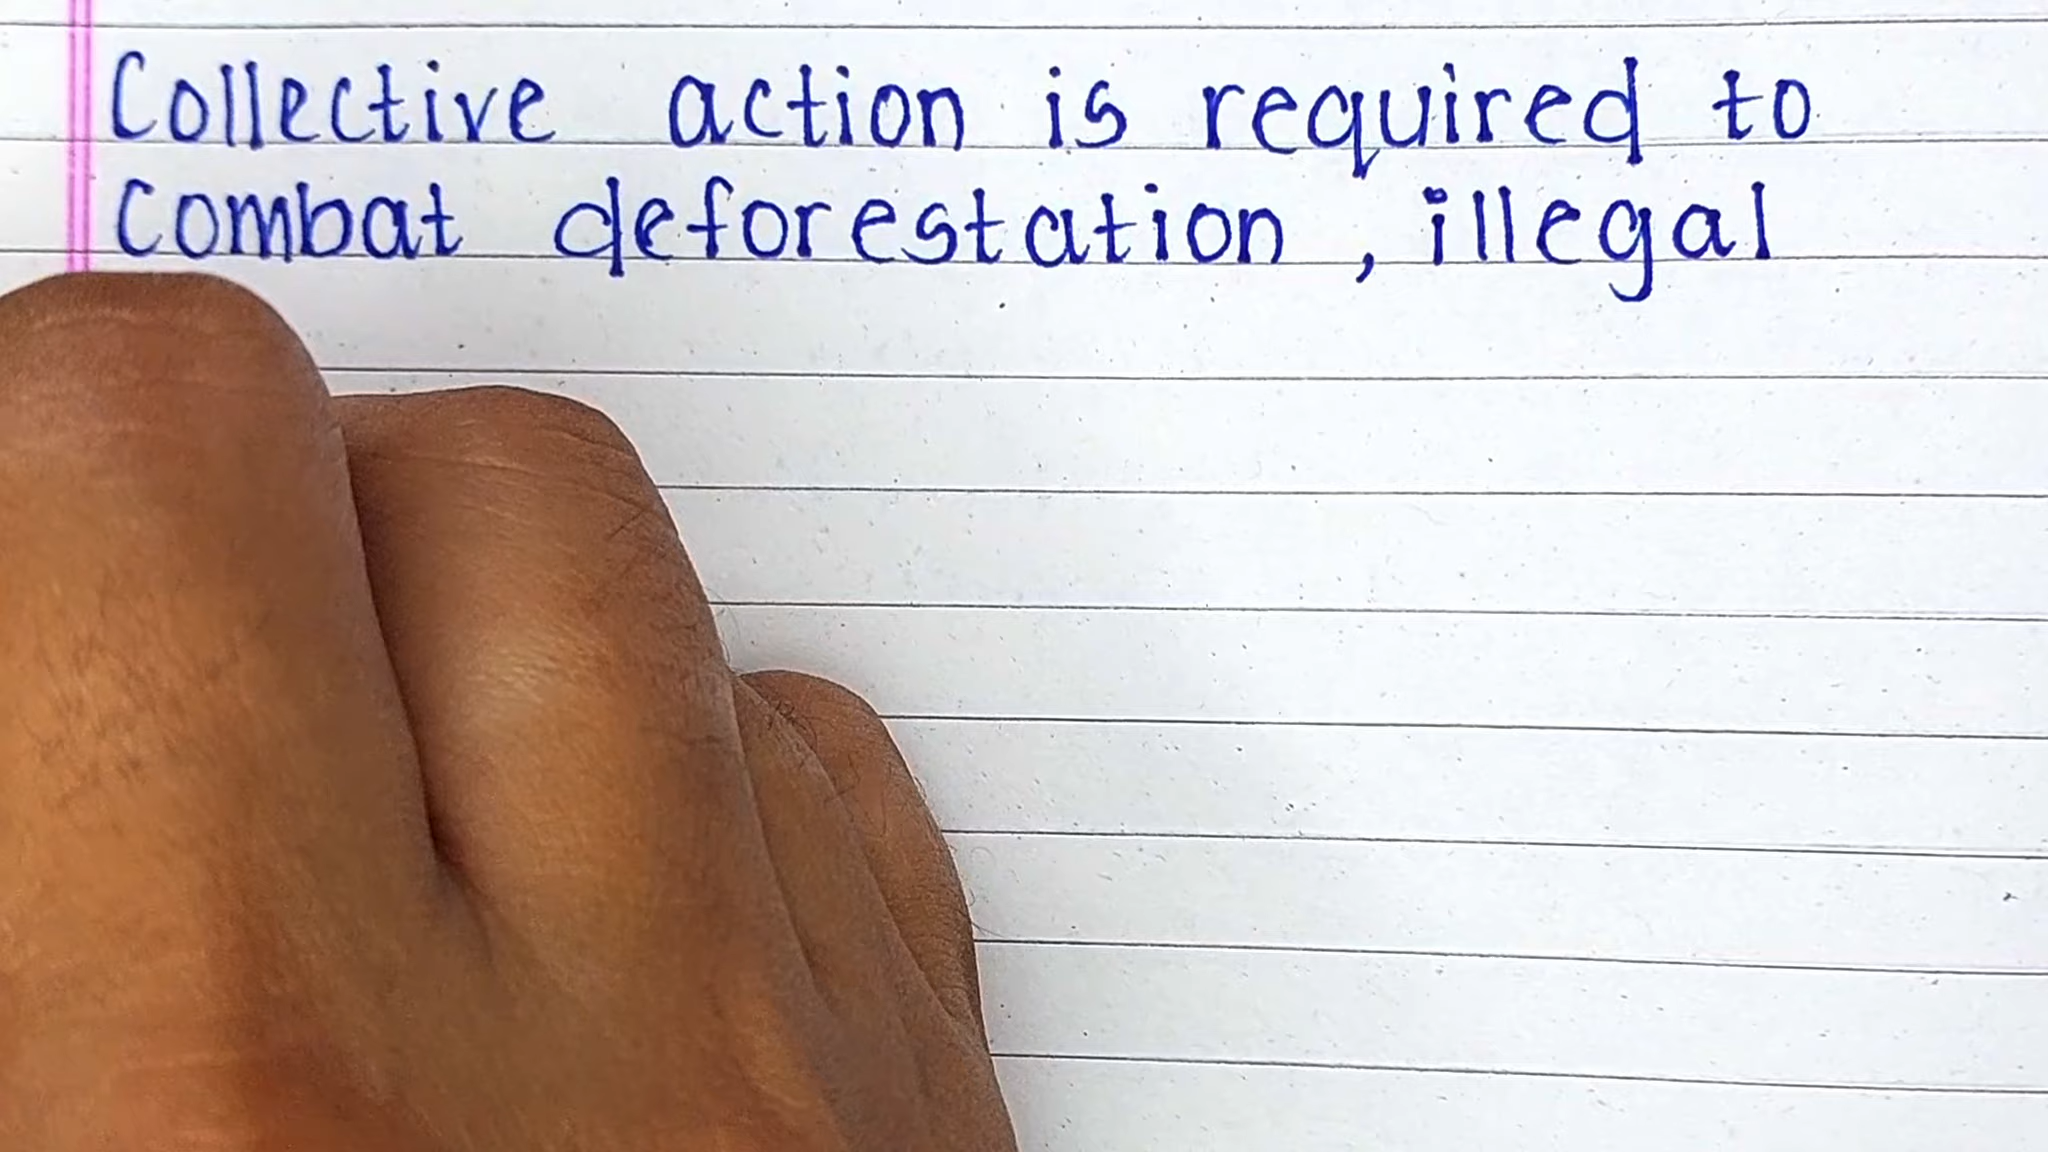 Collective action is required to
combat deforestation, illegal